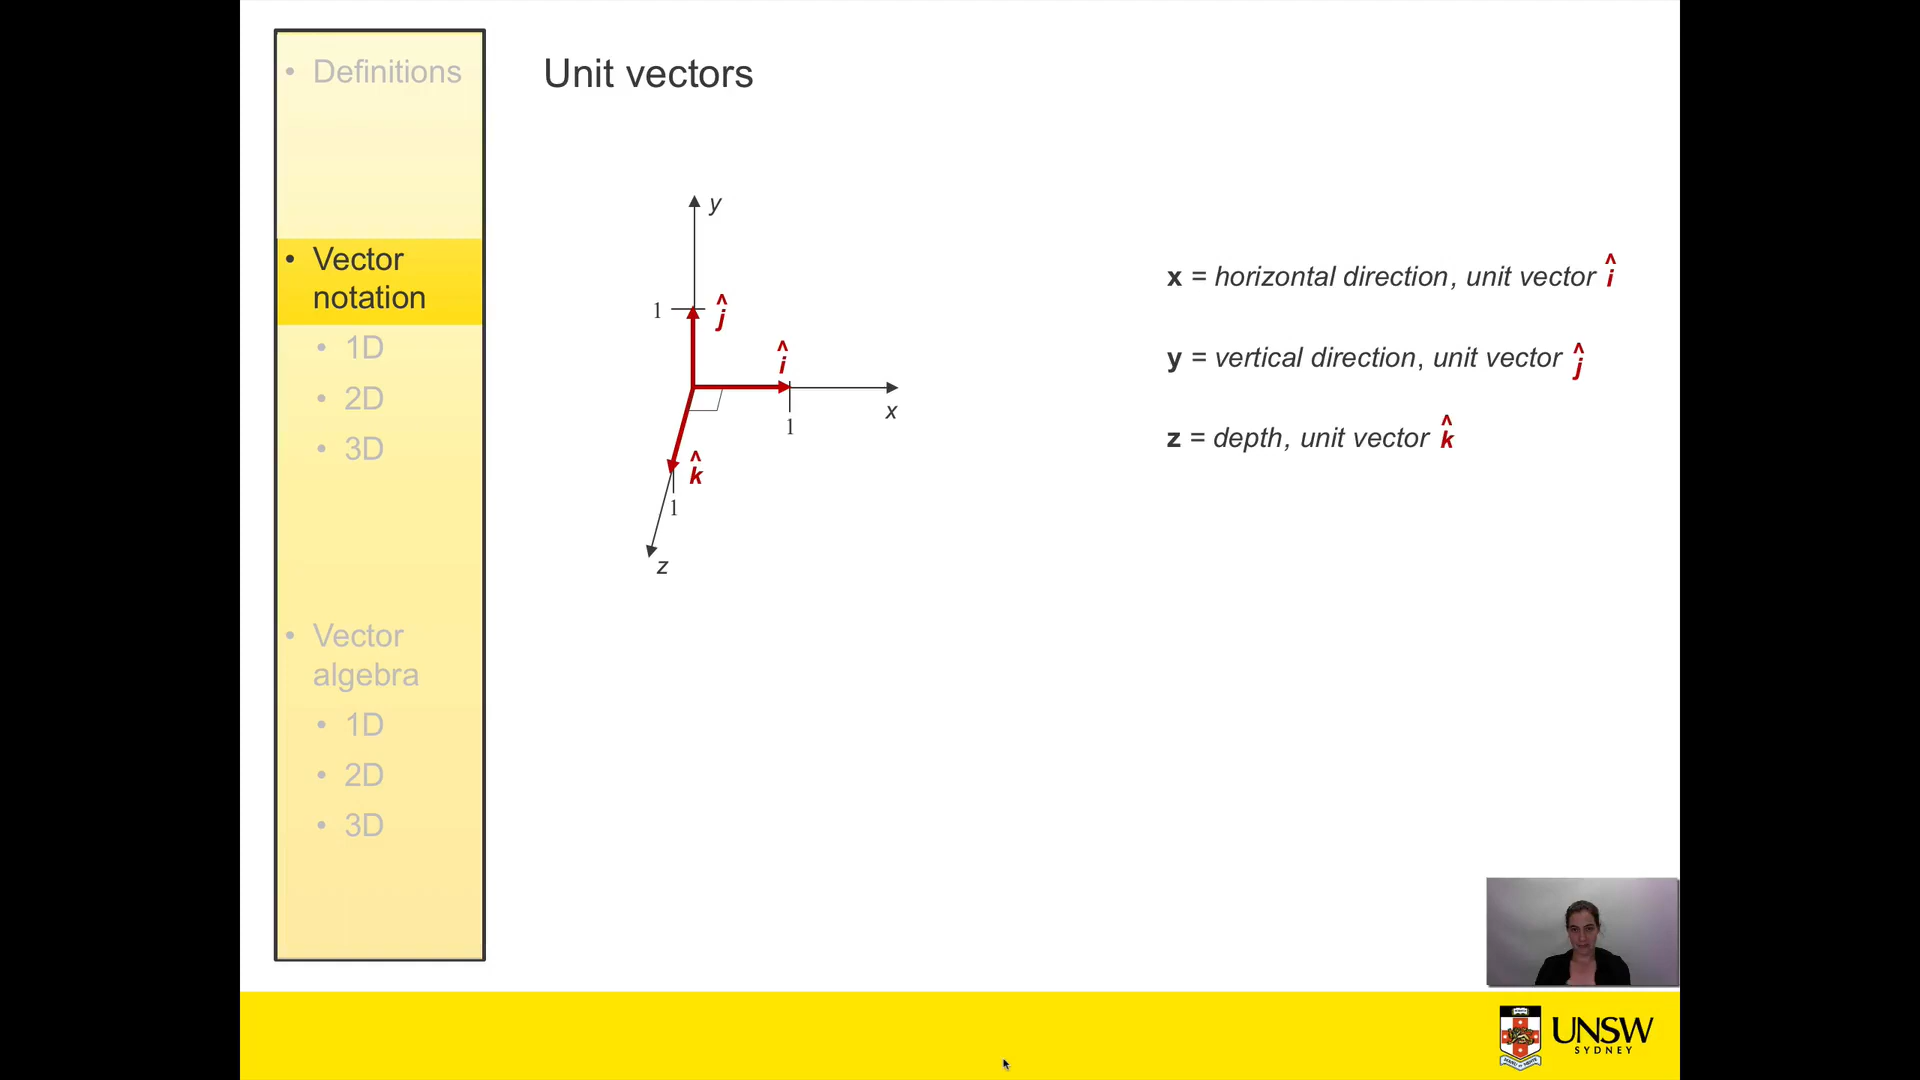 • Definitions
• Vector
notation
• 1D
• 2D
• 3D
• Vector
algebra
• 1D
• 2D
• 3D
Unit vectors
y
1
ĵ
î
x
1
k̂
1
z
x = horizontal direction, unit vector î
y = vertical direction, unit vector ĵ
z = depth, unit vector k̂
UNSW
SYDNEY